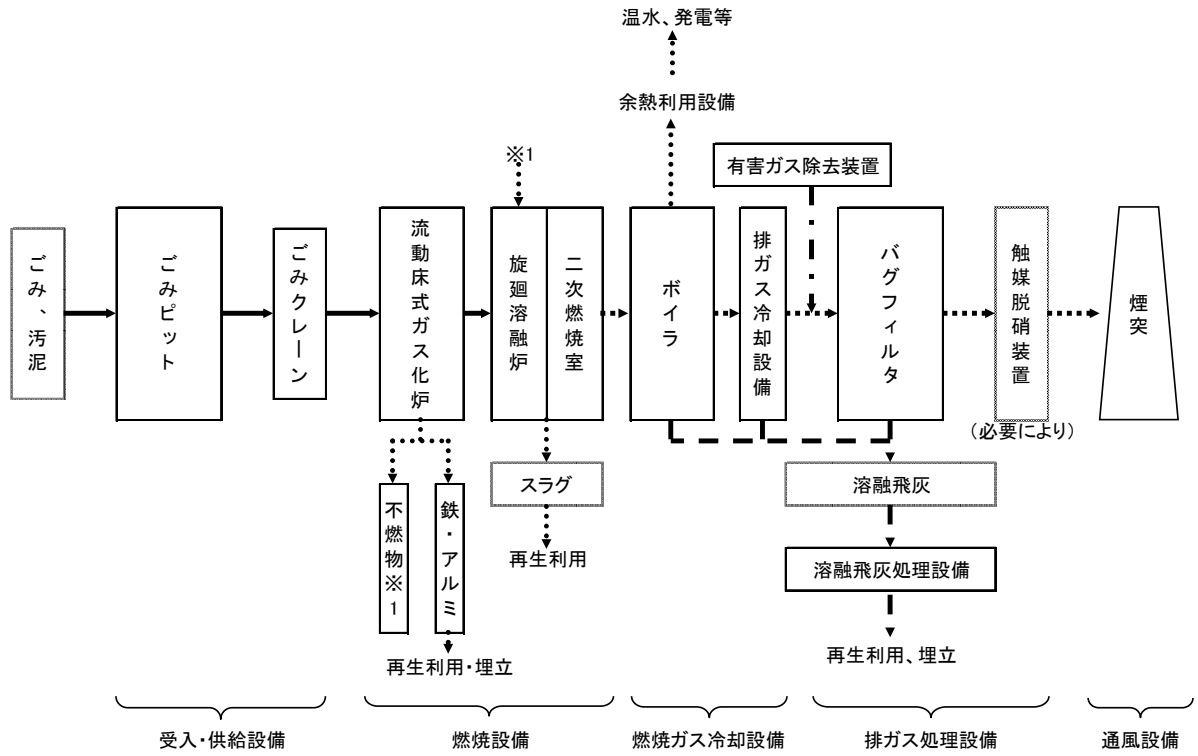 温水、発電等
余熱利用設備
※1
有害ガス除去装置
ごみ、汚泥
ごみピット
ごみクレーン
流動床式ガス化炉
旋廻溶融炉
二次燃焼室
ボイラ
排ガス冷却設備
バグフィルタ
触媒脱硝装置
煙突
(必要により)
不燃物※1
鉄・アルミ
スラグ
溶融飛灰
再生利用
溶融飛灰処理設備
再生利用・埋立
再生利用、埋立
受入・供給設備
燃焼設備
燃焼ガス冷却設備
排ガス処理設備
通風設備